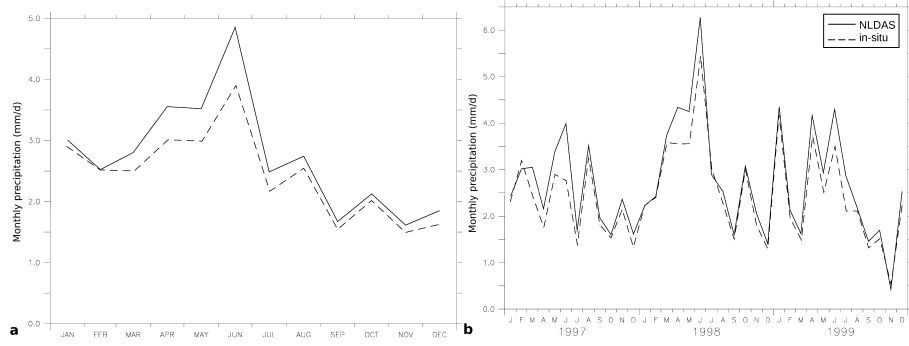 Monthly precipitation (mm/d)
5.0
4.0
3.0
2.0
1.0
0.0
JAN FEB MAR APR MAY JUN JUL AUG SEP OCT NOV DEC
a
NLDAS
in-situ
Monthly precipitation (mm/d)
6.0
5.0
4.0
3.0
2.0
1.0
0.0
J F M A M J J A S O N D J F M A M J J A S O N D J F M A M J J A S O N D
1997 1998 1999
b